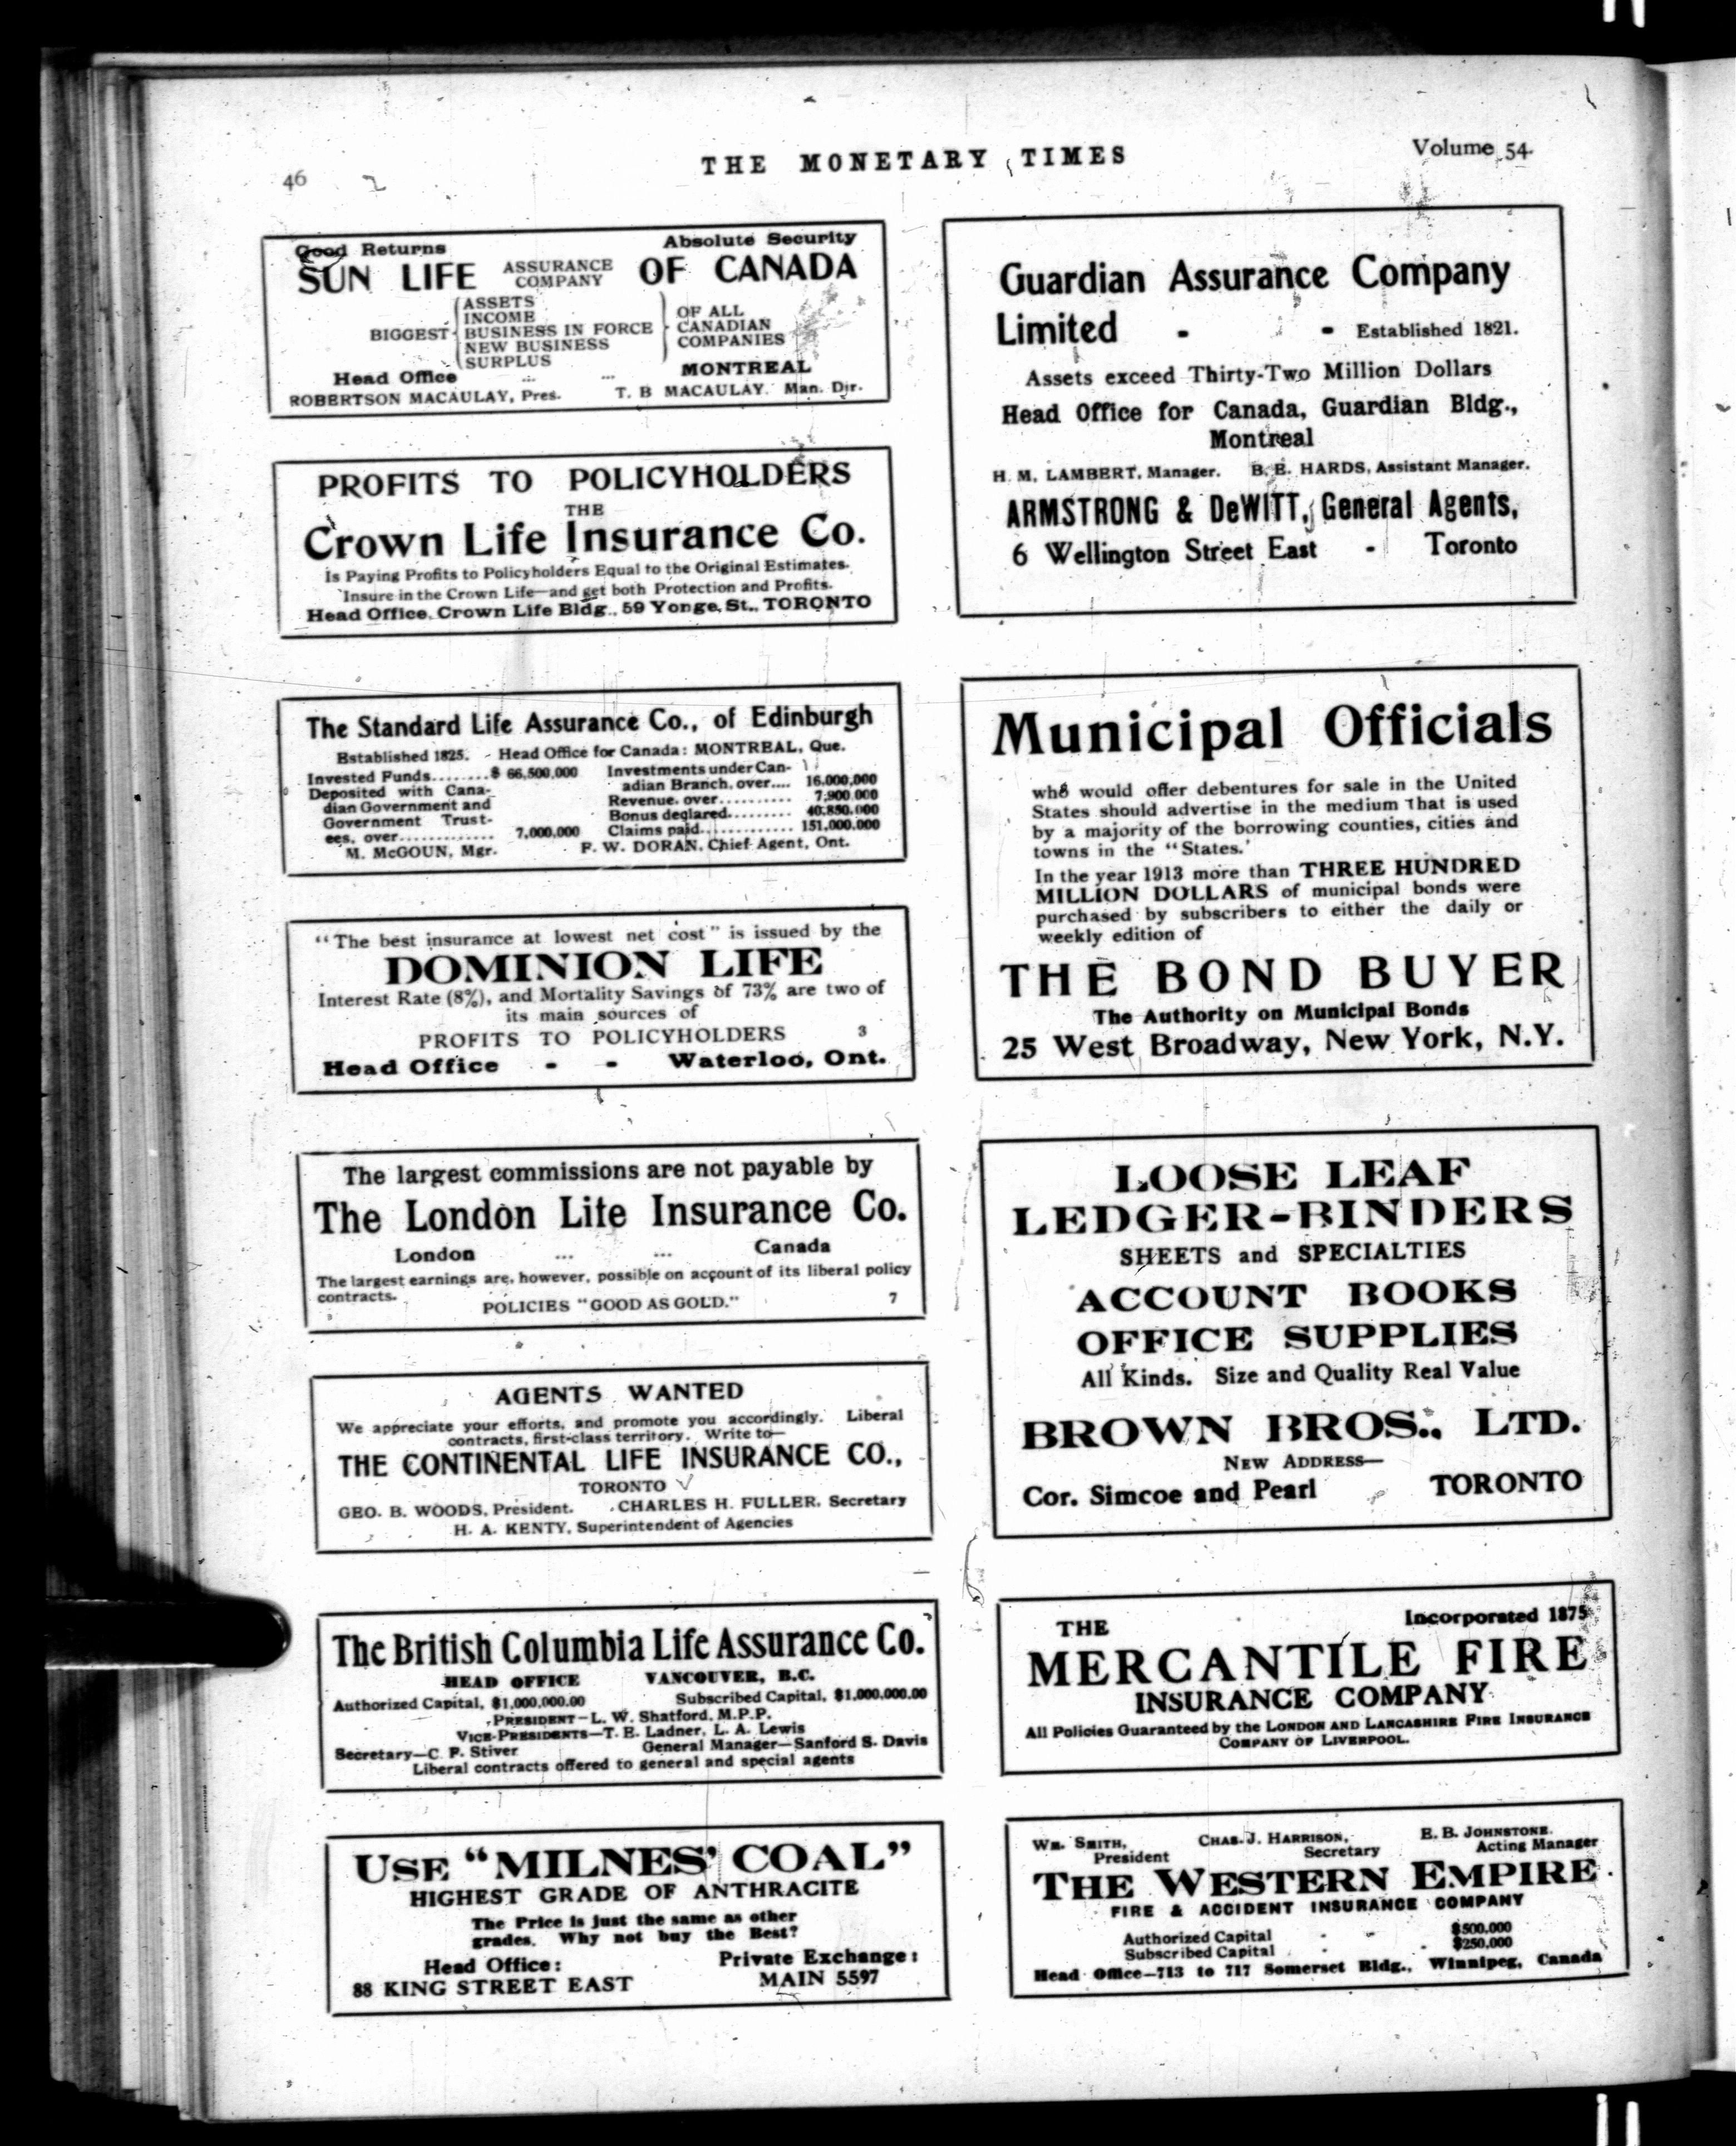 46
THE MONETARY TIMES
Volume 54.
Good Returns Absolute Security
SUN LIFE ASSURANCE COMPANY OF CANADA
BIGGEST
ASSETS
INCOME
BUSINESS IN FORCE
NEW BUSINESS
SURPLUS
OF ALL
CANADIAN
COMPANIES
Head Office ... ... MONTREAL
ROBERTSON MACAULAY, Pres. T. B MACAULAY. Man. Dir.
PROFITS TO POLICYHOLDERS
THE
Crown Life Insurance Co.
Is Paying Profits to Policyholders Equal to the Original Estimates.
Insure in the Crown Life—and get both Protection and Profits.
Head Office, Crown Life Bldg., 59 Yonge St., TORONTO
The Standard Life Assurance Co., of Edinburgh
Established 1825. Head Office for Canada: MONTREAL, Que.
Invested Funds........$ 66,500,000
Deposited with Cana-
dian Government and
Government Trust-
ees, over............. 7,000,000
Investments under Can-
adian Branch, over.... 16,000,000
Revenue, over.......... 7,900,000
Bonus declared......... 40,850,000
Claims paid............. 151,000,000
M. McGOUN, Mgr. F. W. DORAN, Chief Agent, Ont.
"The best insurance at lowest net cost" is issued by the
DOMINION LIFE
Interest Rate (8%), and Mortality Savings of 73% are two of
its main sources of
PROFITS TO POLICYHOLDERS 3
Head Office - - Waterloo, Ont.
The largest commissions are not payable by
The London Life Insurance Co.
London ... ... Canada
The largest earnings are, however, possible on account of its liberal policy
contracts.
POLICIES "GOOD AS GOLD." 7
AGENTS WANTED
We appreciate your efforts, and promote you accordingly. Liberal
contracts, first-class territory. Write to—
THE CONTINENTAL LIFE INSURANCE CO.,
TORONTO
GEO. B. WOODS, President. CHARLES H. FULLER, Secretary
H. A. KENTY, Superintendent of Agencies
The British Columbia Life Assurance Co.
HEAD OFFICE VANCOUVER, B.C.
Authorized Capital, $1,000,000.00 Subscribed Capital, $1,000,000.00
PRESIDENT—L. W. Shatford, M.P.P.
VICE-PRESIDENTS—T. E. Ladner, L. A. Lewis
Secretary—C. F. Stiver General Manager—Sanford S. Davis
Liberal contracts offered to general and special agents
USE "MILNES' COAL"
HIGHEST GRADE OF ANTHRACITE
The Price is just the same as other
grades. Why not buy the Best?
Head Office: Private Exchange:
88 KING STREET EAST MAIN 5597
Guardian Assurance Company
Limited - - Established 1821.
Assets exceed Thirty-Two Million Dollars
Head Office for Canada, Guardian Bldg.,
Montreal
H. M. LAMBERT, Manager. B. E. HARDS, Assistant Manager.
ARMSTRONG & DeWITT, General Agents,
6 Wellington Street East - Toronto
Municipal Officials
who would offer debentures for sale in the United
States should advertise in the medium that is used
by a majority of the borrowing counties, cities and
towns in the "States.'
In the year 1913 more than THREE HUNDRED
MILLION DOLLARS of municipal bonds were
purchased by subscribers to either the daily or
weekly edition of
THE BOND BUYER
The Authority on Municipal Bonds
25 West Broadway, New York, N.Y.
LOOSE LEAF
LEDGER-BINDERS
SHEETS and SPECIALTIES
ACCOUNT BOOKS
OFFICE SUPPLIES
All Kinds. Size and Quality Real Value
BROWN BROS., LTD.
NEW ADDRESS—
Cor. Simcoe and Pearl TORONTO
THE Incorporated 1875
MERCANTILE FIRE
INSURANCE COMPANY
All Policies Guaranteed by the LONDON AND LANCASHIRE FIRE INSURANCE
COMPANY OF LIVERPOOL.
WM. SMITH, CHAS. J. HARRISON, E. B. JOHNSTONE.
President Secretary Acting Manager
THE WESTERN EMPIRE
FIRE & ACCIDENT INSURANCE COMPANY
Authorized Capital - - $500,000
Subscribed Capital - - $250,000
Head Office—713 to 717 Somerset Bldg., Winnipeg, Canada